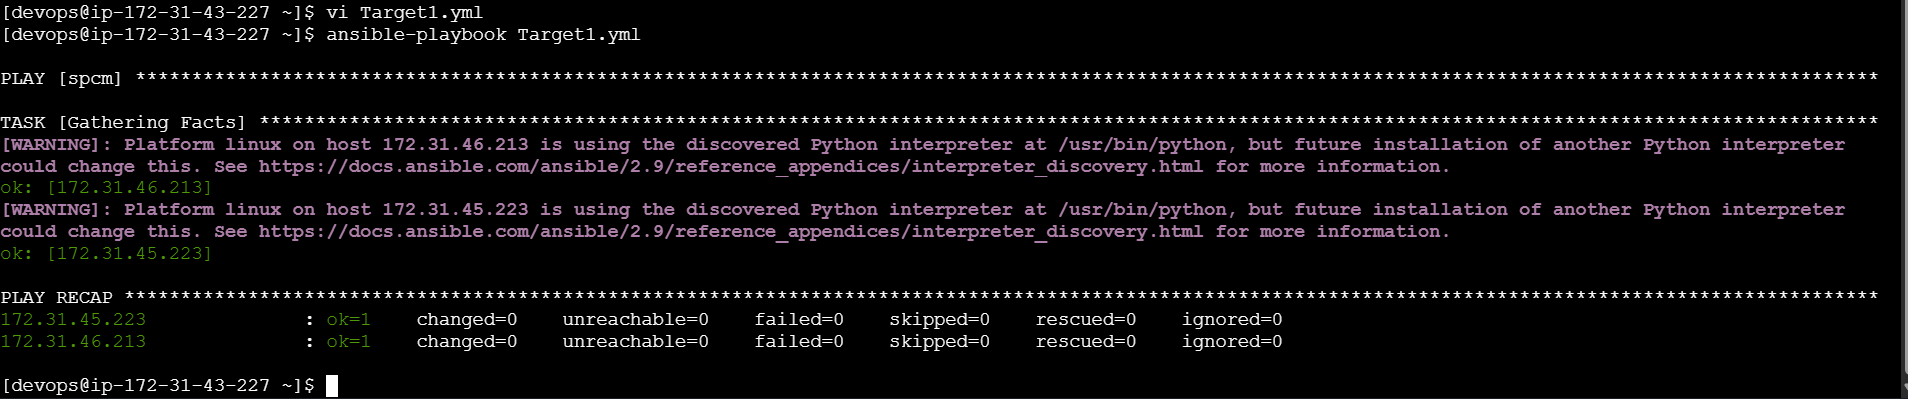 [devops@ip-172-31-43-227 ~]$ vi Target1.yml
[devops@ip-172-31-43-227 ~]$ ansible-playbook Target1.yml
PLAY [spcm] ***********************************************************************************************************************************************************
TASK [Gathering Facts] ************************************************************************************************************************************************
[WARNING]: Platform linux on host 172.31.46.213 is using the discovered Python interpreter at /usr/bin/python, but future installation of another Python interpreter
could change this. See https://docs.ansible.com/ansible/2.9/reference_appendices/interpreter_discovery.html for more information.
ok: [172.31.46.213]
[WARNING]: Platform linux on host 172.31.45.223 is using the discovered Python interpreter at /usr/bin/python, but future installation of another Python interpreter
could change this. See https://docs.ansible.com/ansible/2.9/reference_appendices/interpreter_discovery.html for more information.
ok: [172.31.45.223]
PLAY RECAP ************************************************************************************************************************************************************
172.31.45.223 : ok=1 changed=0 unreachable=0 failed=0 skipped=0 rescued=0 ignored=0
172.31.46.213 : ok=1 changed=0 unreachable=0 failed=0 skipped=0 rescued=0 ignored=0
[devops@ip-172-31-43-227 ~]$